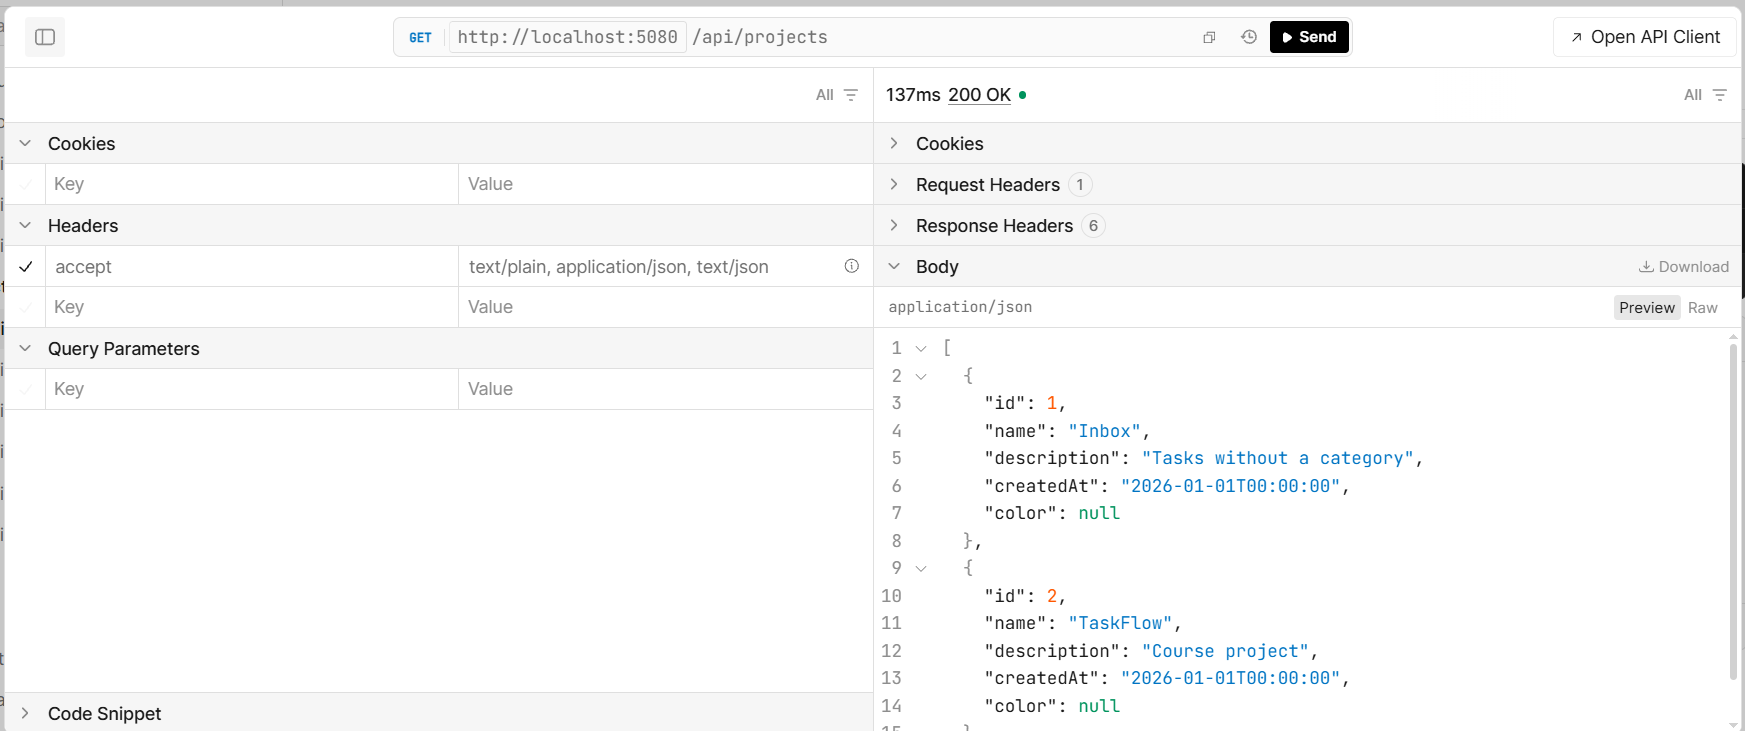 GET http://localhost:5080 /api/projects Send Open API Client
All
137ms 200 OK All
Cookies
Key Value
Headers
accept text/plain, application/json, text/json
Key Value
Query Parameters
Key Value
Code Snippet
Cookies
Request Headers 1
Response Headers 6
Body Download
application/json Preview Raw
1 [
2 {
3 "id": 1,
4 "name": "Inbox",
5 "description": "Tasks without a category",
6 "createdAt": "2026-01-01T00:00:00",
7 "color": null
8 },
9 {
10 "id": 2,
11 "name": "TaskFlow",
12 "description": "Course project",
13 "createdAt": "2026-01-01T00:00:00",
14 "color": null
15 }